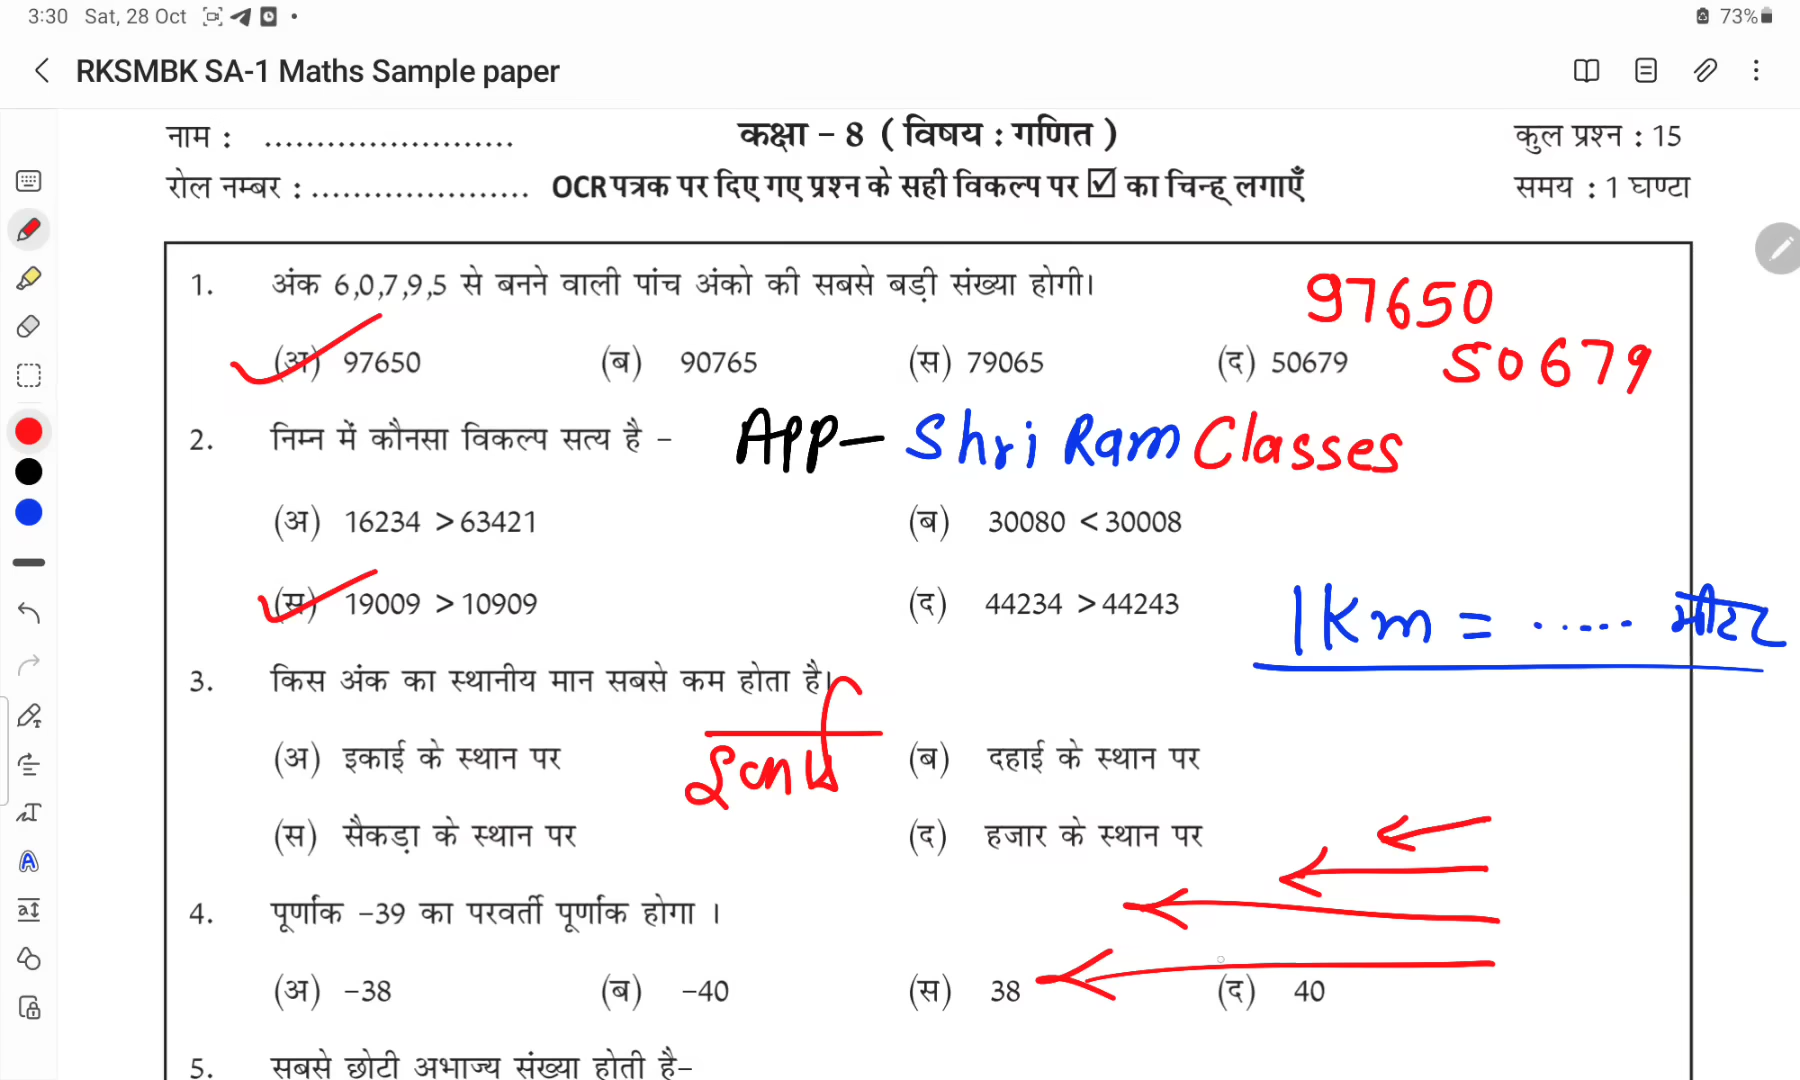 3:30 Sat, 28 Oct
73%
RKSMBK SA-1 Maths Sample paper
नाम : ........................
कक्षा – 8 ( विषय : गणित )
कुल प्रश्न : 15
रोल नम्बर : .....................
OCR पत्रक पर दिए गए प्रश्न के सही विकल्प पर ☑ का चिन्ह् लगाएँ
समय : 1 घण्टा
1. अंक 6,0,7,9,5 से बनने वाली पांच अंको की सबसे बड़ी संख्या होगी।
97650
(अ) 97650 (ब) 90765 (स) 79065 (द) 50679
50679
2. निम्न में कौनसा विकल्प सत्य है –
App – Shri Ram Classes
(अ) 16234 > 63421 (ब) 30080 < 30008
(स) 19009 > 10909 (द) 44234 > 44243
1Km = ...... मीटर
3. किस अंक का स्थानीय मान सबसे कम होता है।
(अ) इकाई के स्थान पर (ब) दहाई के स्थान पर
(स) सैकड़ा के स्थान पर (द) हजार के स्थान पर
4. पूर्णांक –39 का परवर्ती पूर्णांक होगा ।
(अ) –38 (ब) –40 (स) 38 (द) 40
5. सबसे छोटी अभाज्य संख्या होती है–